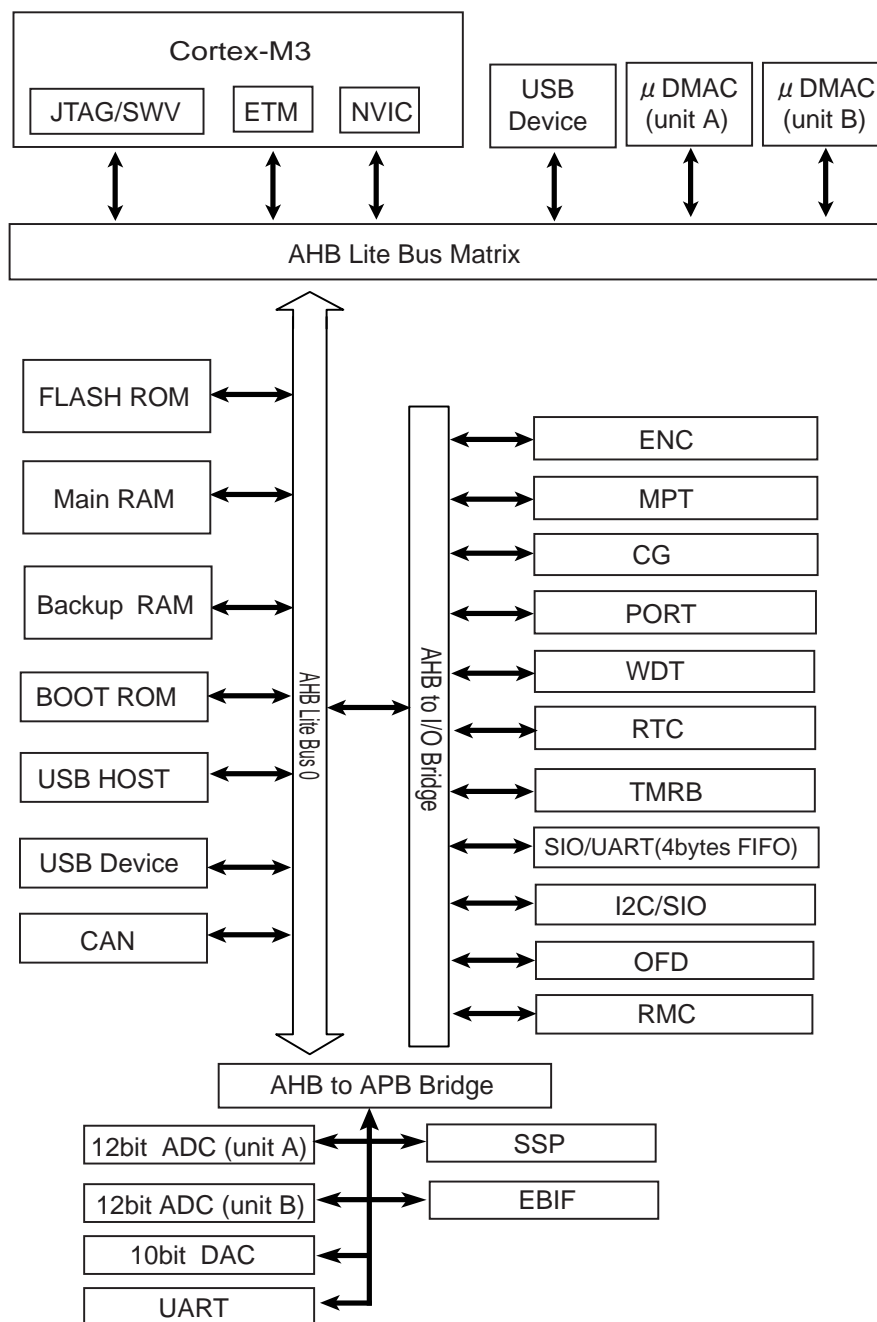 Cortex-M3
JTAG/SWV
ETM
NVIC
USB
Device
μ DMAC
(unit A)
μ DMAC
(unit B)
AHB Lite Bus Matrix
FLASH ROM
Main RAM
Backup RAM
BOOT ROM
USB HOST
USB Device
CAN
AHB Lite Bus 0
AHB to I/O Bridge
ENC
MPT
CG
PORT
WDT
RTC
TMRB
SIO/UART(4bytes FIFO)
I2C/SIO
OFD
RMC
AHB to APB Bridge
12bit ADC (unit A)
SSP
12bit ADC (unit B)
EBIF
10bit DAC
UART